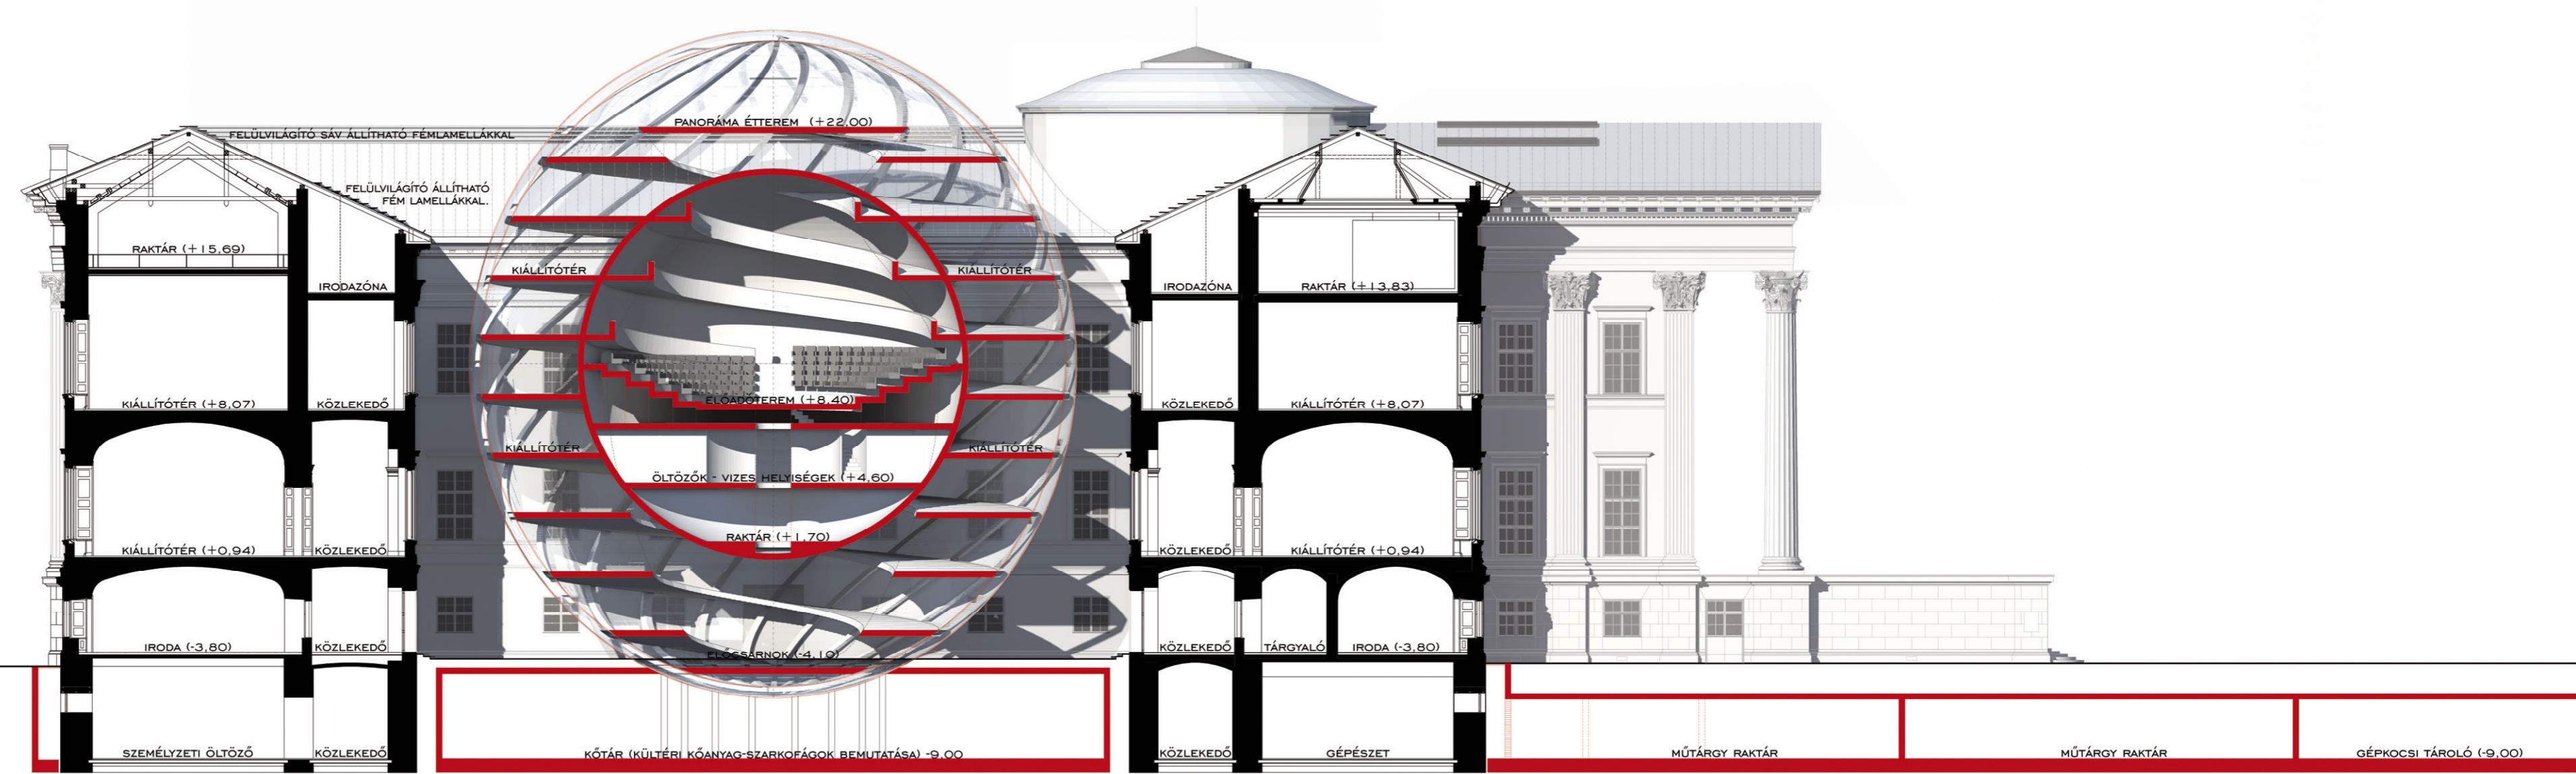 PANORÁMA ÉTTEREM (+22,00)
FELÜLVILÁGÍTÓ SÁV ÁLLÍTHATÓ FÉMLAMELLÁKKAL
FELÜLVILÁGÍTÓ ÁLLÍTHATÓ
FÉM LAMELLÁKKAL.
RAKTÁR (+15,69)
KIÁLLÍTÓTÉR
KIÁLLÍTÓTÉR
IRODAZÓNA
IRODAZÓNA
RAKTÁR (+13,83)
KIÁLLÍTÓTÉR (+8,07)
KÖZLEKEDŐ
ELŐADÓTEREM (+8,40)
KÖZLEKEDŐ
KIÁLLÍTÓTÉR (+8,07)
KIÁLLÍTÓTÉR
KIÁLLÍTÓTÉR
ÖLTÖZŐK - VIZES HELYISÉGEK (+4,60)
RAKTÁR (+1,70)
KIÁLLÍTÓTÉR (+0,94)
KÖZLEKEDŐ
KÖZLEKEDŐ
KIÁLLÍTÓTÉR (+0,94)
IRODA (-3,80)
KÖZLEKEDŐ
ELŐCSARNOK (-4,10)
KÖZLEKEDŐ
TÁRGYALÓ
IRODA (-3,80)
SZEMÉLYZETI ÖLTÖZŐ
KÖZLEKEDŐ
KŐTÁR (KÜLTÉRI KŐANYAG-SZARKOFÁGOK BEMUTATÁSA) -9,00
KÖZLEKEDŐ
GÉPÉSZET
MŰTÁRGY RAKTÁR
MŰTÁRGY RAKTÁR
GÉPKOCSI TÁROLÓ (-9,00)